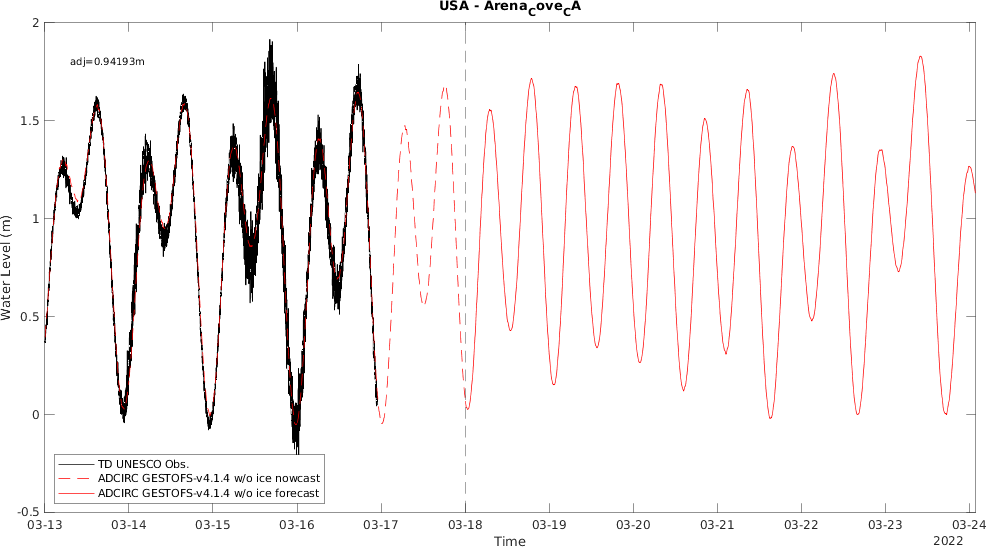 USA - ArenaCoveCA
adj=0.94193m
2
1.5
1
0.5
0
-0.5
Water Level (m)
TD UNESCO Obs.
ADCIRC GESTOFS-v4.1.4 w/o ice nowcast
ADCIRC GESTOFS-v4.1.4 w/o ice forecast
03-13 03-14 03-15 03-16 03-17 03-18 03-19 03-20 03-21 03-22 03-23 03-24
Time
2022